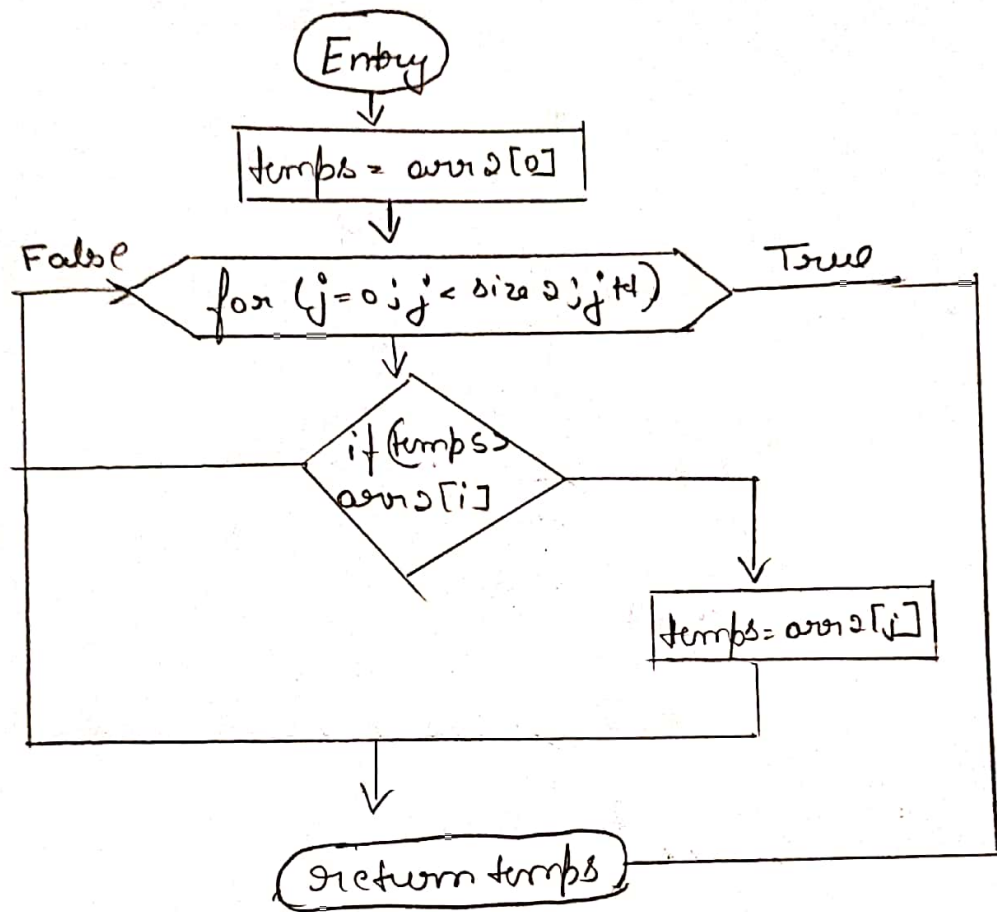 Entry
temps = arr2[0]
False
True
for (j=0; j < size2; j++)
if (temps >
arr2[i]
temps = arr2[j]
return temps